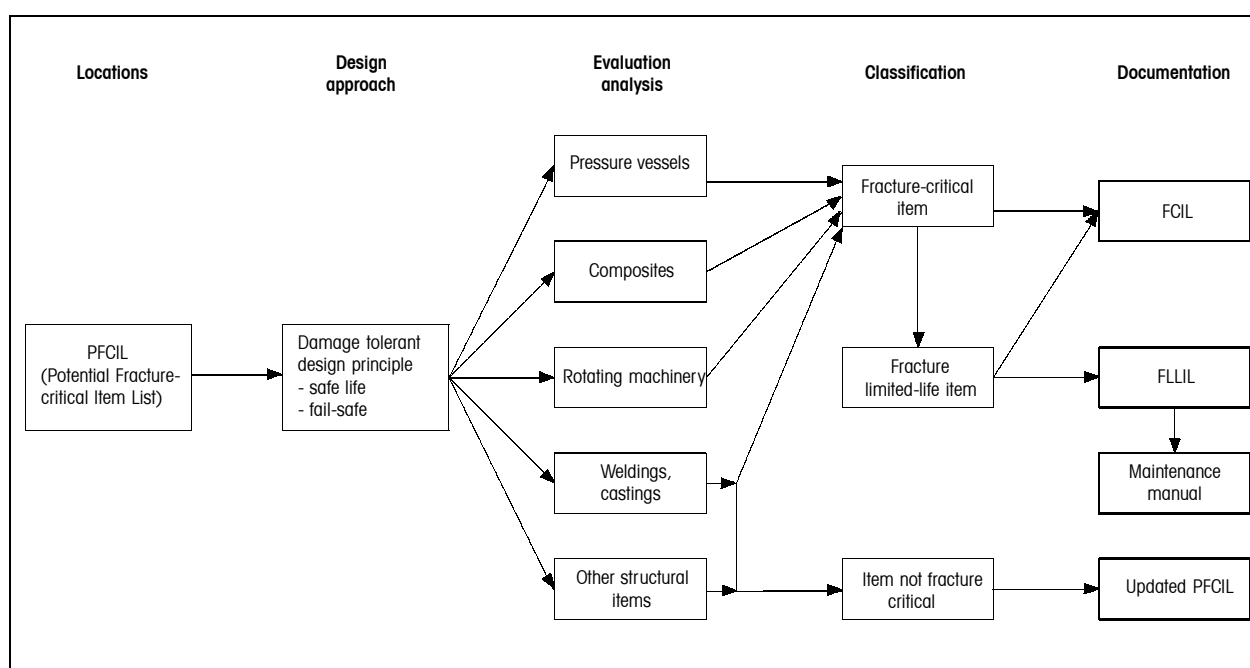 Locations
Design
approach
Evaluation
analysis
Classification
Documentation
Pressure vessels
Composites
Rotating machinery
Weldings,
castings
Other structural
items
PFCIL
(Potential Fracture-
critical Item List)
Damage tolerant
design principle
- safe life
- fail-safe
Fracture-critical
item
Fracture
limited-life item
Item not fracture
critical
FCIL
FLLIL
Maintenance
manual
Updated PFCIL